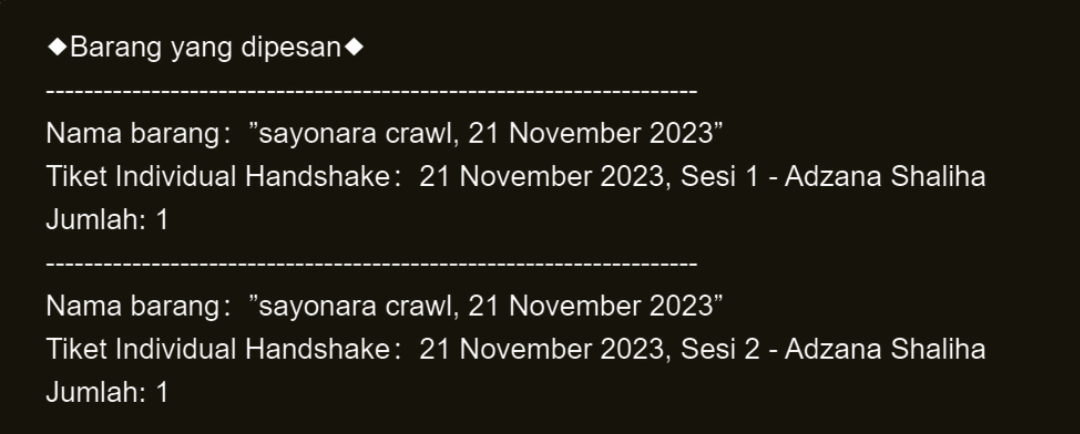 ◆Barang yang dipesan◆
--------------------------------------------------------------------
Nama barang： ”sayonara crawl, 21 November 2023”
Tiket Individual Handshake： 21 November 2023, Sesi 1 - Adzana Shaliha
Jumlah: 1
--------------------------------------------------------------------
Nama barang： ”sayonara crawl, 21 November 2023”
Tiket Individual Handshake： 21 November 2023, Sesi 2 - Adzana Shaliha
Jumlah: 1